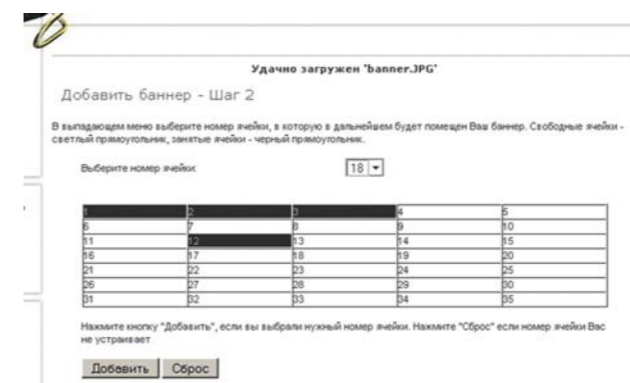 Удачно загружен 'banner.JPG'
Добавить баннер - Шаг 2
В выпадающем меню выберите номер ячейки, в которую в дальнейшем будет помещен Ваш баннер. Свободные ячейки -
светлый прямоугольник, занятые ячейки - черный прямоугольник.
Выберите номер ячейки: 18
1 2 3 4 5
6 7 8 9 10
11 12 13 14 15
16 17 18 19 20
21 22 23 24 25
26 27 28 29 30
31 32 33 34 35
Нажмите кнопку "Добавить", если вы выбрали нужный номер ячейки. Нажмите "Сброс" если номер ячейки Вас
не устраивает
Добавить Сброс